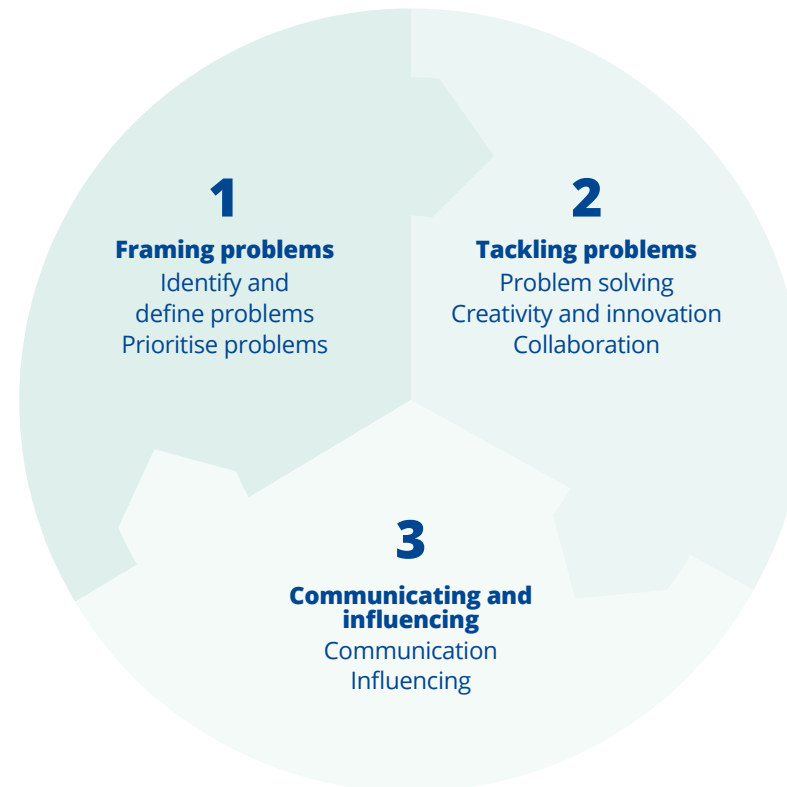 1
Framing problems
Identify and
define problems
Prioritise problems
2
Tackling problems
Problem solving
Creativity and innovation
Collaboration
3
Communicating and
influencing
Communication
Influencing